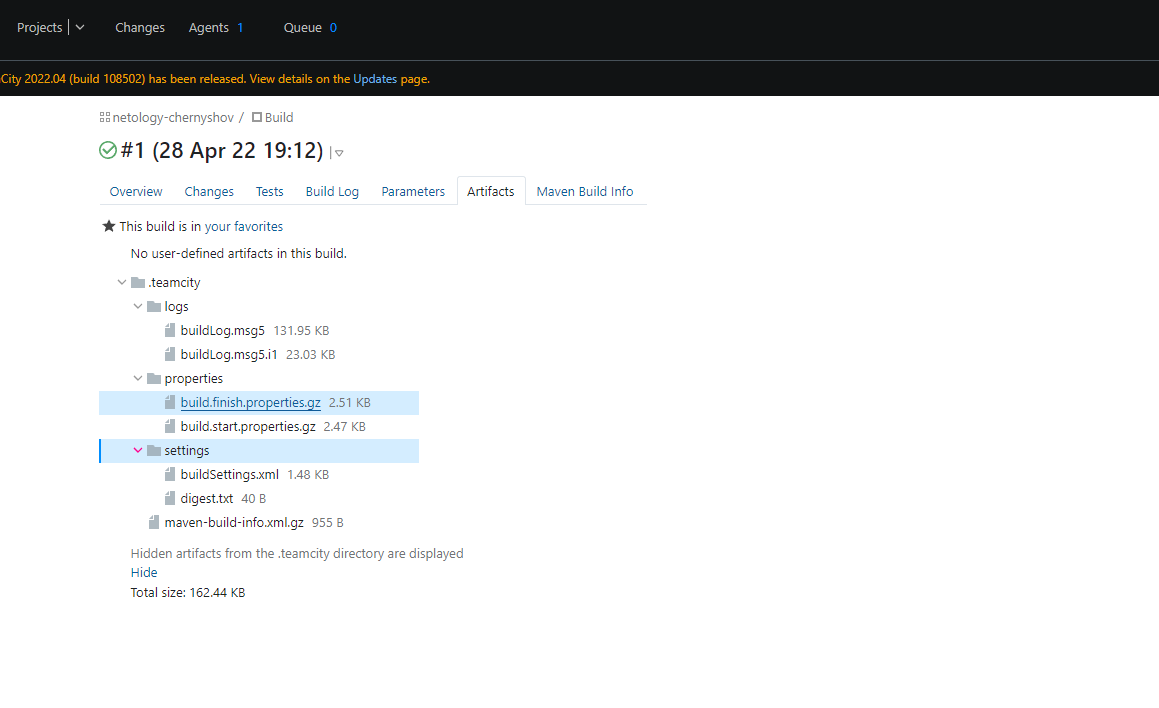 Projects Changes Agents 1 Queue 0
City 2022.04 (build 108502) has been released. View details on the Updates page.
netology-chernyshov / Build
#1 (28 Apr 22 19:12)
Overview Changes Tests Build Log Parameters Artifacts Maven Build Info
This build is in your favorites
No user-defined artifacts in this build.
.teamcity
logs
buildLog.msg5 131.95 KB
buildLog.msg5.i1 23.03 KB
properties
build.finish.properties.gz 2.51 KB
build.start.properties.gz 2.47 KB
settings
buildSettings.xml 1.48 KB
digest.txt 40 B
maven-build-info.xml.gz 955 B
Hidden artifacts from the .teamcity directory are displayed
Hide
Total size: 162.44 KB